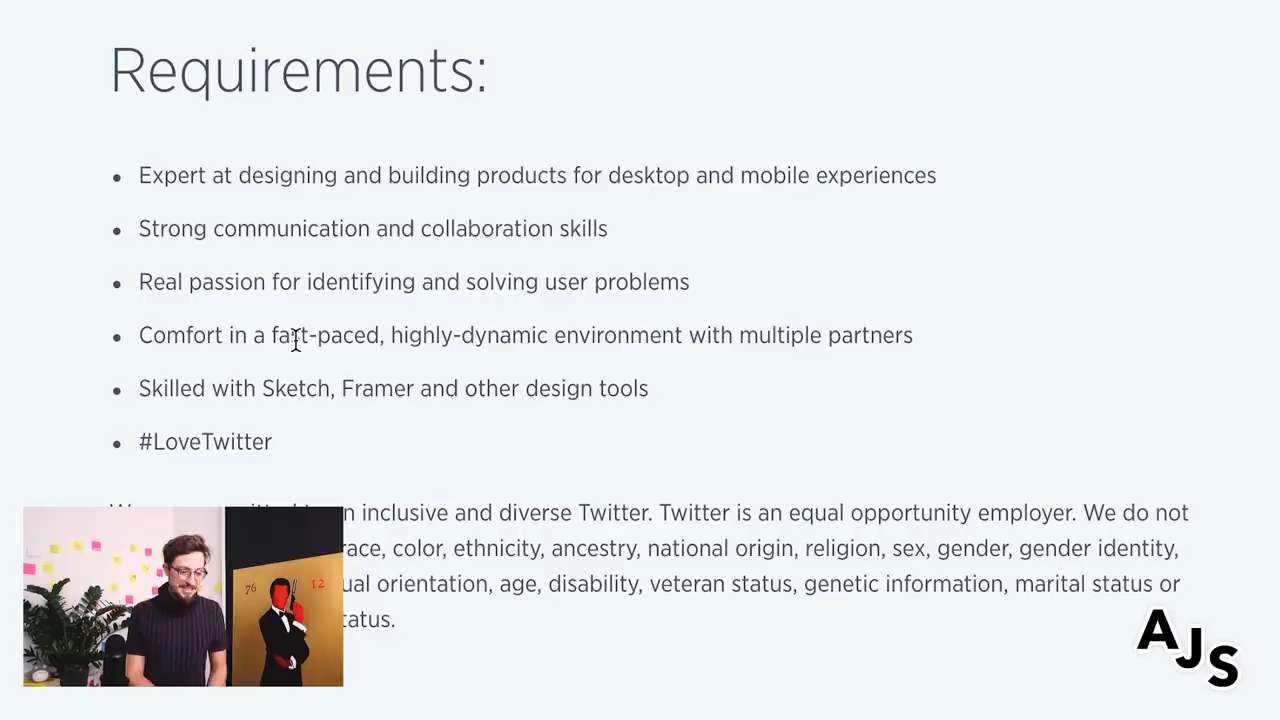 Requirements:
• Expert at designing and building products for desktop and mobile experiences
• Strong communication and collaboration skills
• Real passion for identifying and solving user problems
• Comfort in a fast-paced, highly-dynamic environment with multiple partners
• Skilled with Sketch, Framer and other design tools
• #LoveTwitter
inclusive and diverse Twitter. Twitter is an equal opportunity employer. We do not
race, color, ethnicity, ancestry, national origin, religion, sex, gender, gender identity,
orientation, age, disability, veteran status, genetic information, marital status or
76 12
AJS